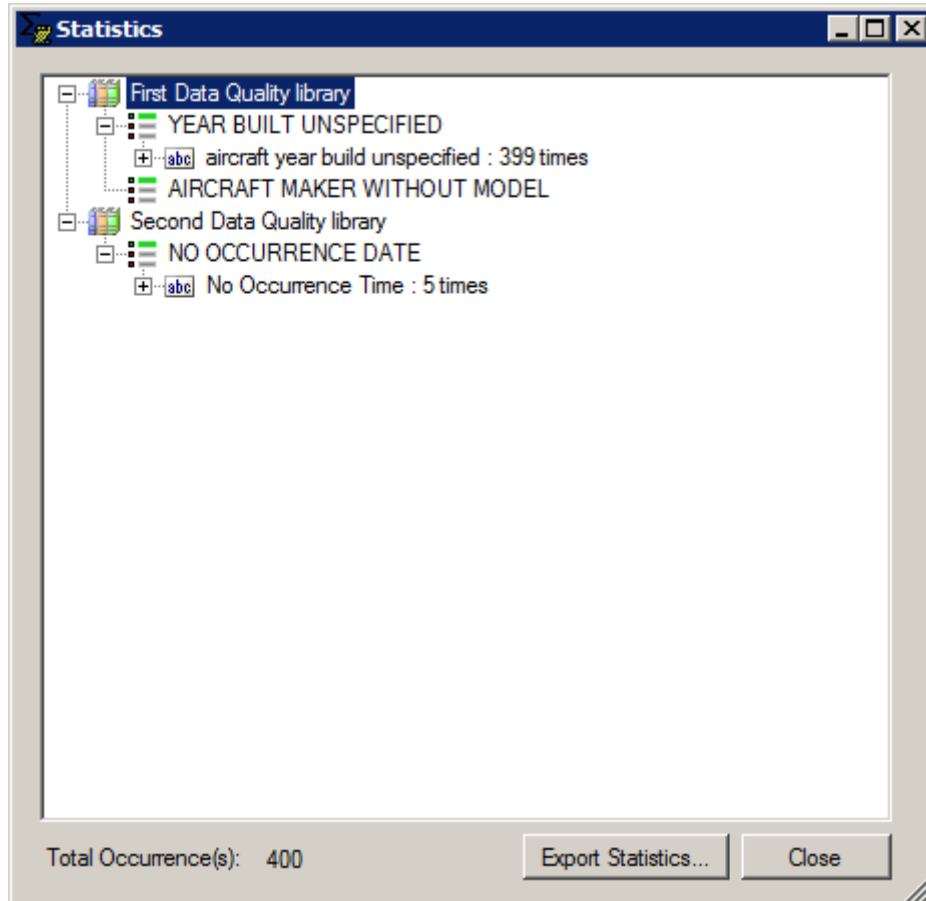 Statistics
First Data Quality library
YEAR BUILT UNSPECIFIED
abc aircraft year build unspecified : 399 times
AIRCRAFT MAKER WITHOUT MODEL
Second Data Quality library
NO OCCURRENCE DATE
abc No Occurrence Time : 5 times
Total Occurrence(s): 400 Export Statistics... Close